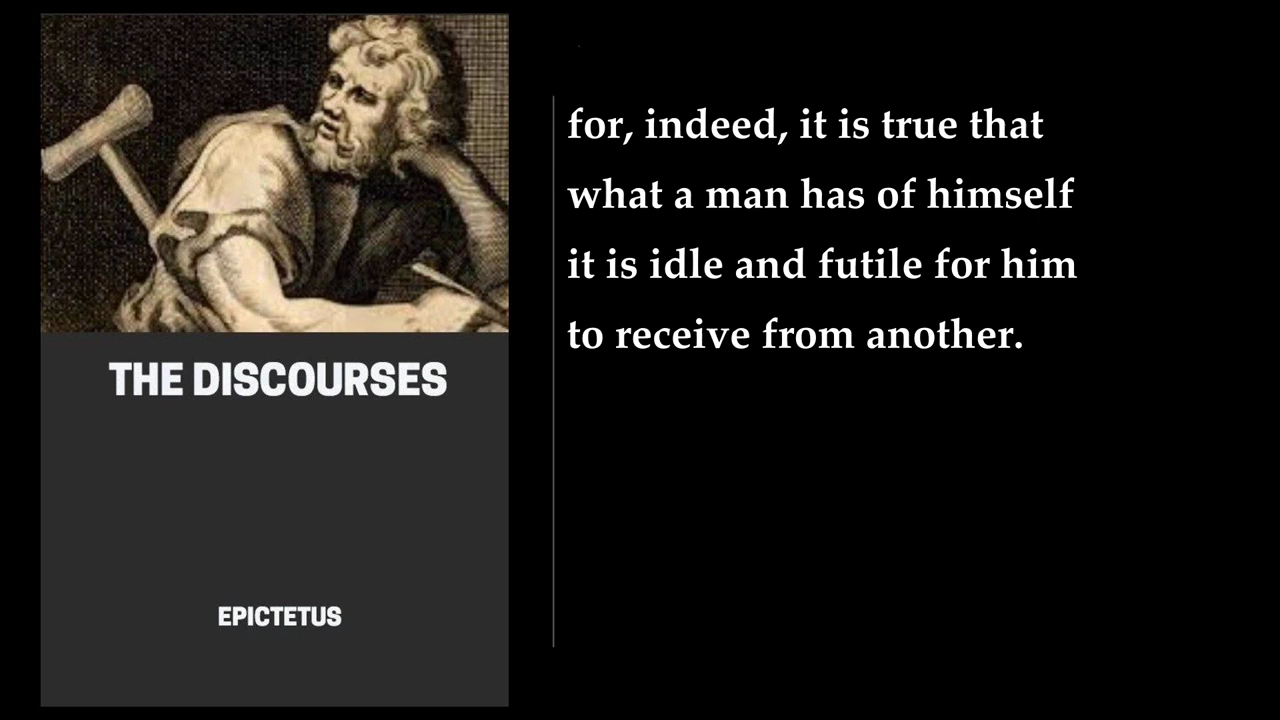 THE DISCOURSES
EPICTETUS
for, indeed, it is true that
what a man has of himself
it is idle and futile for him
to receive from another.